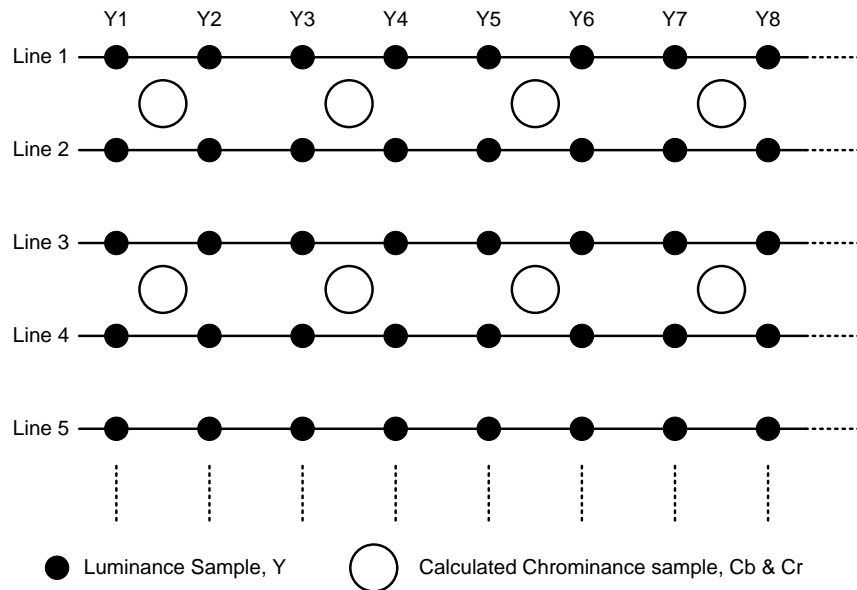 Y1 Y2 Y3 Y4 Y5 Y6 Y7 Y8
Line 1
Line 2
Line 3
Line 4
Line 5
Luminance Sample, Y
Calculated Chrominance sample, Cb & Cr